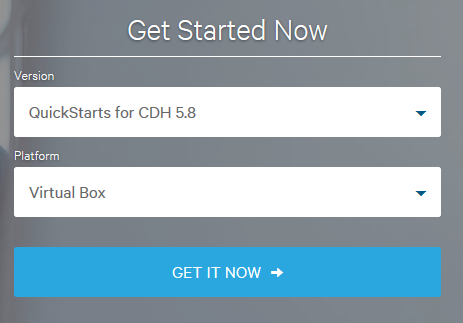 Get Started Now
Version
QuickStarts for CDH 5.8
Platform
Virtual Box
GET IT NOW